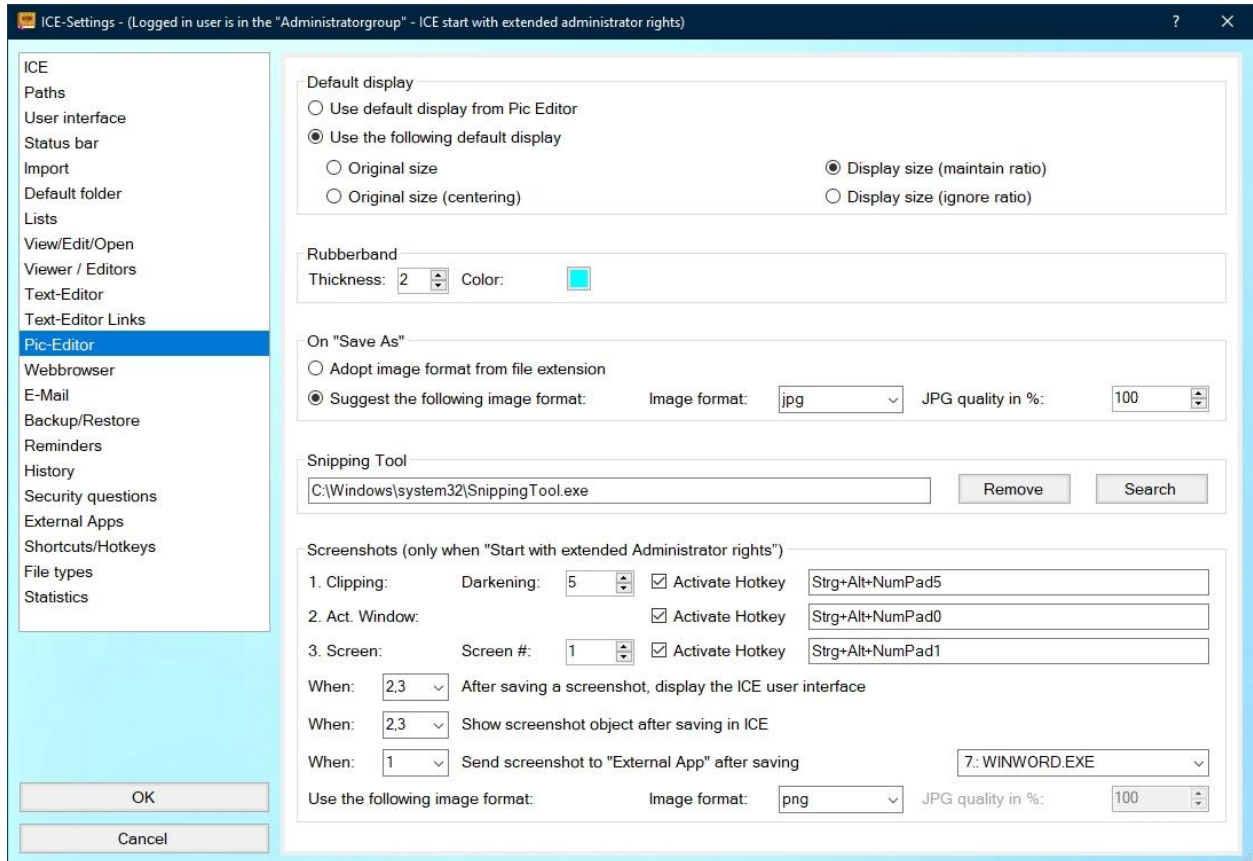 ICE-Settings - (Logged in user is in the "Administratorgroup" - ICE start with extended administrator rights) ? ✕
ICE
Paths
User interface
Status bar
Import
Default folder
Lists
View/Edit/Open
Viewer / Editors
Text-Editor
Text-Editor Links
Pic-Editor
Webbrowser
E-Mail
Backup/Restore
Reminders
History
Security questions
External Apps
Shortcuts/Hotkeys
File types
Statistics
OK
Cancel
Default display
Use default display from Pic Editor
Use the following default display
Original size Display size (maintain ratio)
Original size (centering) Display size (ignore ratio)
Rubberband
Thickness: 2 Color:
On "Save As"
Adopt image format from file extension
Suggest the following image format: Image format: jpg JPG quality in %: 100
Snipping Tool
C:\Windows\system32\SnippingTool.exe Remove Search
Screenshots (only when "Start with extended Administrator rights")
1. Clipping: Darkening: 5 Activate Hotkey Strg+Alt+NumPad5
2. Act. Window: Activate Hotkey Strg+Alt+NumPad0
3. Screen: Screen #: 1 Activate Hotkey Strg+Alt+NumPad1
When: 2,3 After saving a screenshot, display the ICE user interface
When: 2,3 Show screenshot object after saving in ICE
When: 1 Send screenshot to "External App" after saving 7.: WINWORD.EXE
Use the following image format: Image format: png JPG quality in %: 100